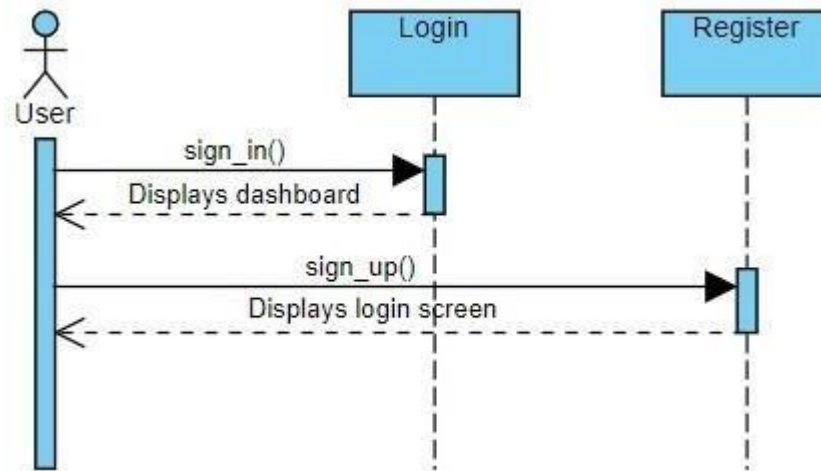 Login
Register
User
sign_in()
Displays dashboard
sign_up()
Displays login screen